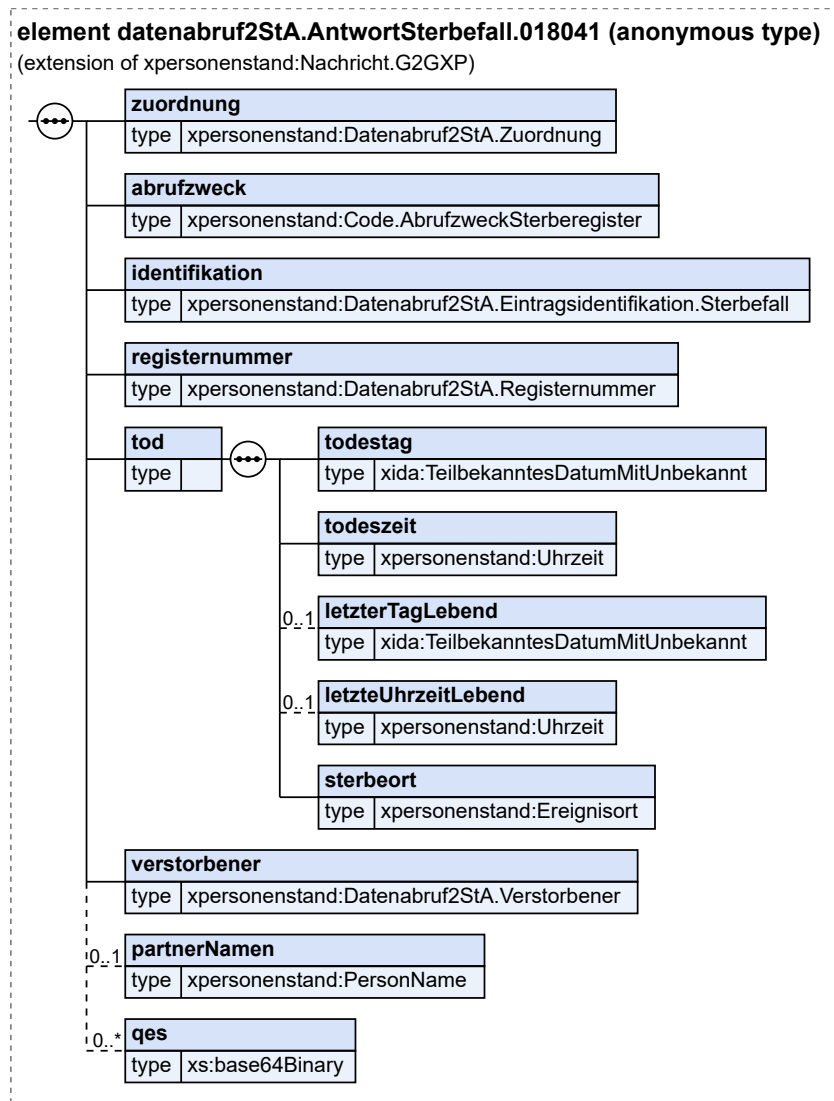 element datenabruf2StA.AntwortSterbefall.018041 (anonymous type)
(extension of xpersonenstand:Nachricht.G2GXP)
zuordnung
type xpersonenstand:Datenabruf2StA.Zuordnung
abrufzweck
type xpersonenstand:Code.AbrufzweckSterberegister
identifikation
type xpersonenstand:Datenabruf2StA.Eintragsidentifikation.Sterbefall
registernummer
type xpersonenstand:Datenabruf2StA.Registernummer
tod
type
todestag
type xida:TeilbekanntesDatumMitUnbekannt
todeszeit
type xpersonenstand:Uhrzeit
0..1 letzterTagLebend
type xida:TeilbekanntesDatumMitUnbekannt
0..1 letzteUhrzeitLebend
type xpersonenstand:Uhrzeit
sterbeort
type xpersonenstand:Ereignisort
verstorbener
type xpersonenstand:Datenabruf2StA.Verstorbener
0..1 partnerNamen
type xpersonenstand:PersonName
0..* qes
type xs:base64Binary